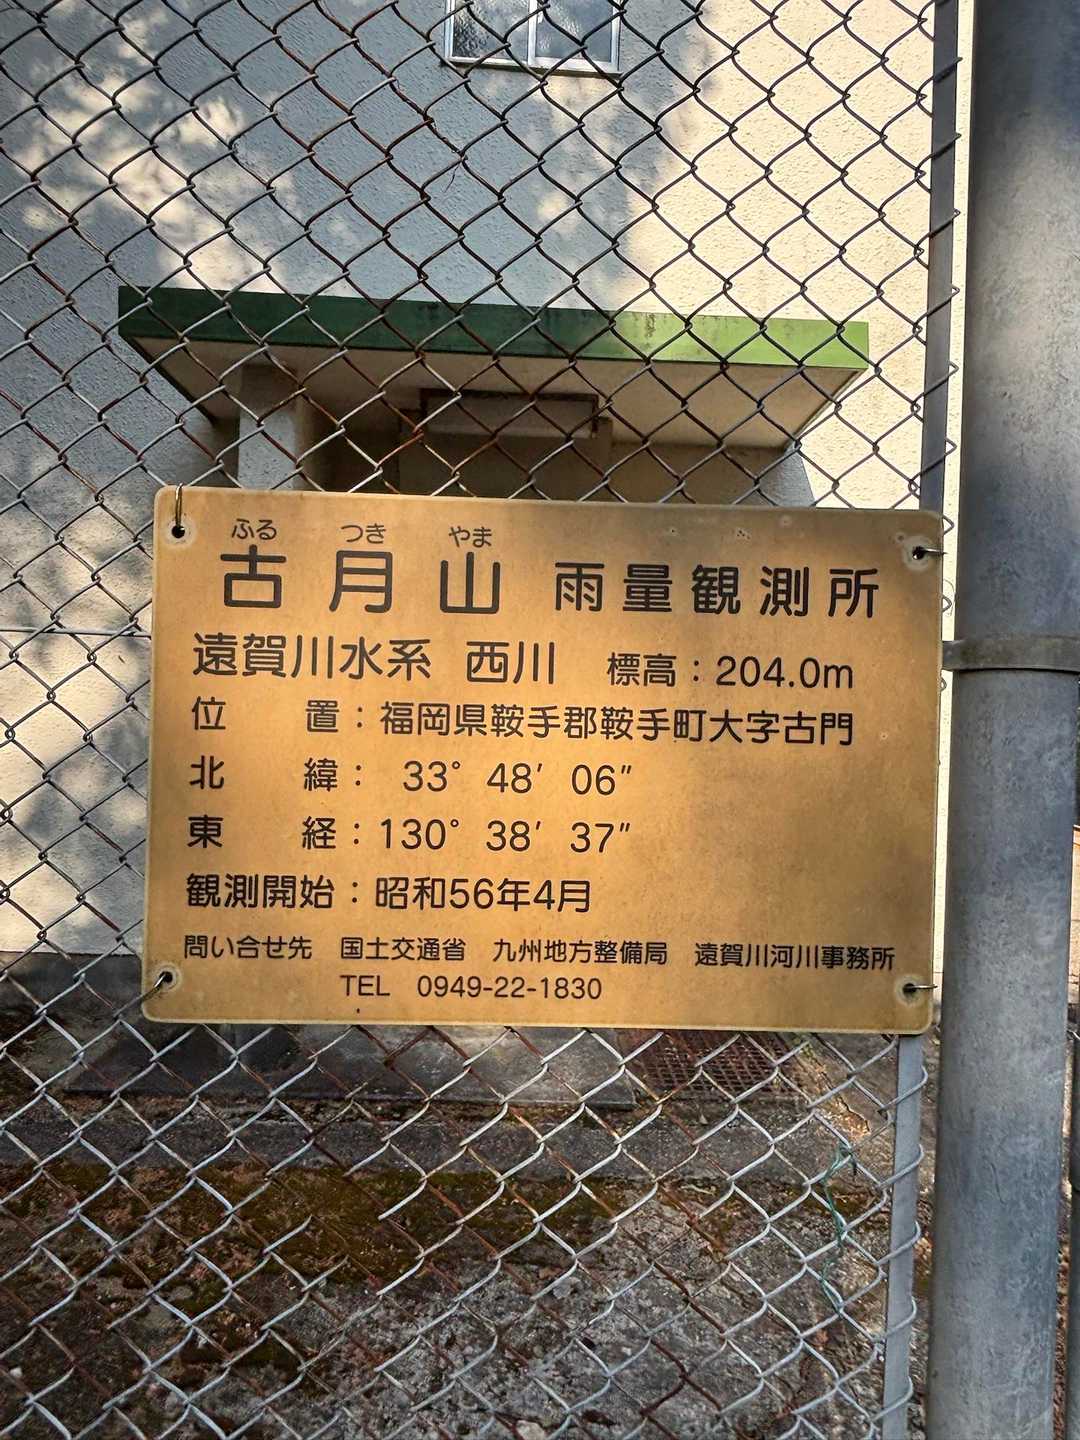 ふる つき やま
古月山 雨量観測所
遠賀川水系 西川 標高：204.0m
位 置：福岡県鞍手郡鞍手町大字古門
北 緯： 33° 48′ 06″
東 経：130° 38′ 37″
観測開始：昭和56年4月
問い合せ先 国土交通省 九州地方整備局 遠賀川河川事務所
TEL 0949-22-1830